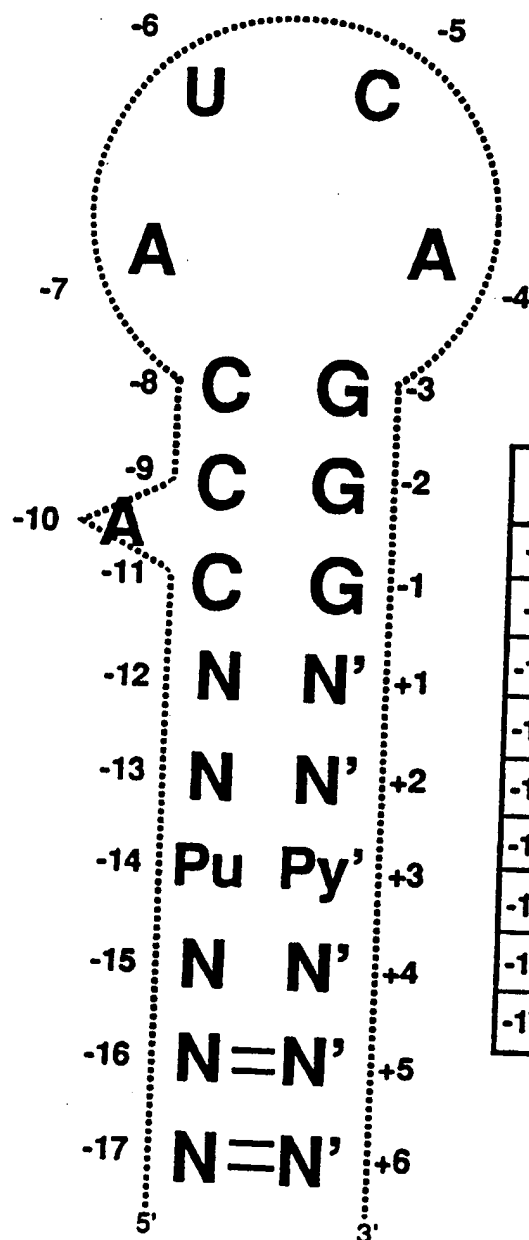 -6 -5
U C
A A
-7 -4
-8 C G -3
-9 C G -2
-10 A
-11 C G -1
-12 N N' +1
-13 N N' +2
-14 Pu Py' +3
-15 N N' +4
-16 N=N' +5
-17 N=N' +6
5' 3'